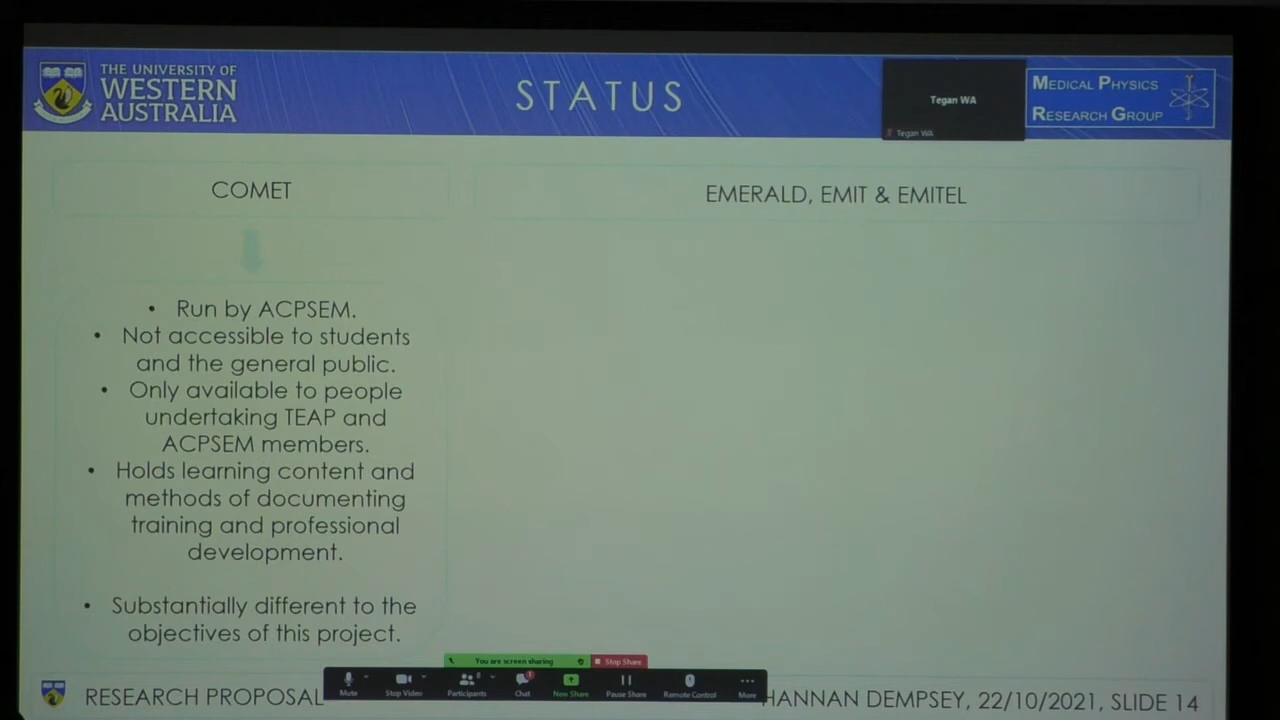 THE UNIVERSITY OF
WESTERN
AUSTRALIA
STATUS
Tegan WA
Tegan WA
MEDICAL PHYSICS
RESEARCH GROUP
COMET
EMERALD, EMIT & EMITEL
• Run by ACPSEM.
• Not accessible to students
and the general public.
• Only available to people
undertaking TEAP and
ACPSEM members.
• Holds learning content and
methods of documenting
training and professional
development.
• Substantially different to the
objectives of this project.
You are screen sharing
Stop Share
Mute
Stop Video
Participants
8
Chat
1
New Share
Pause Share
Remote Control
More
RESEARCH PROPOSAL
HANNAN DEMPSEY, 22/10/2021, SLIDE 14